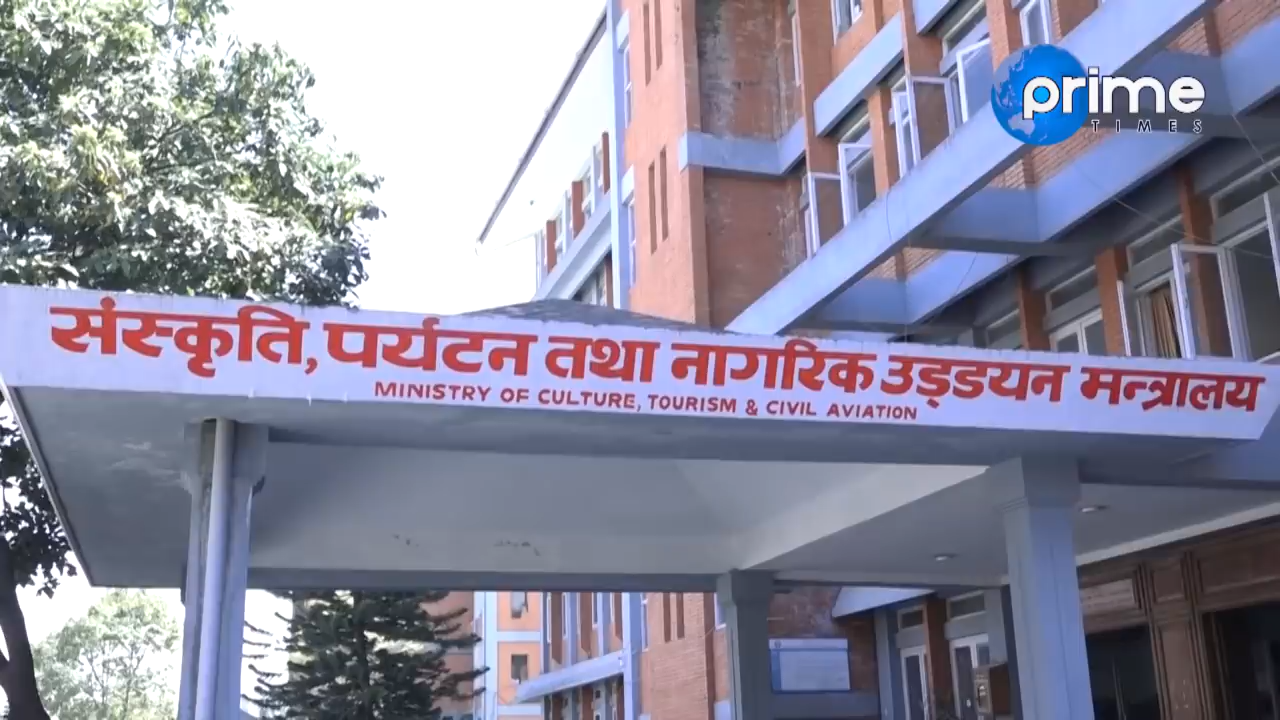 prime
TIMES
संस्कृति, पर्यटन तथा नागरिक उड्डयन मन्त्रालय
MINISTRY OF CULTURE, TOURISM & CIVIL AVIATION